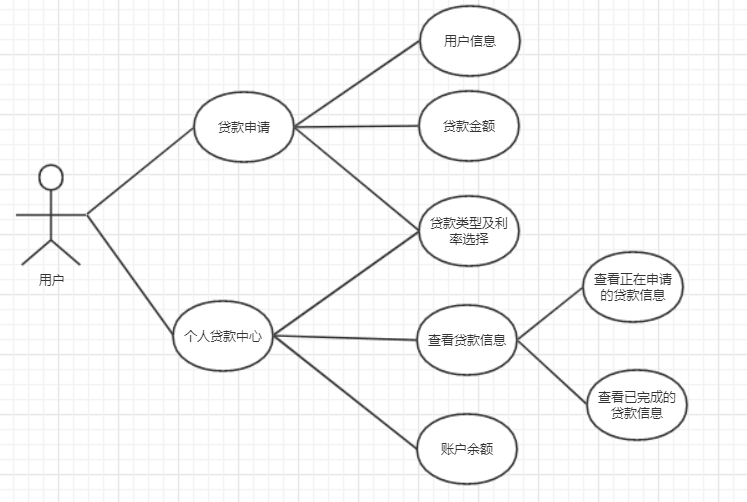 用户信息
贷款申请
贷款金额
贷款类型及利
率选择
用户
查看正在申请
的贷款信息
个人贷款中心
查看贷款信息
查看已完成的
贷款信息
账户余额